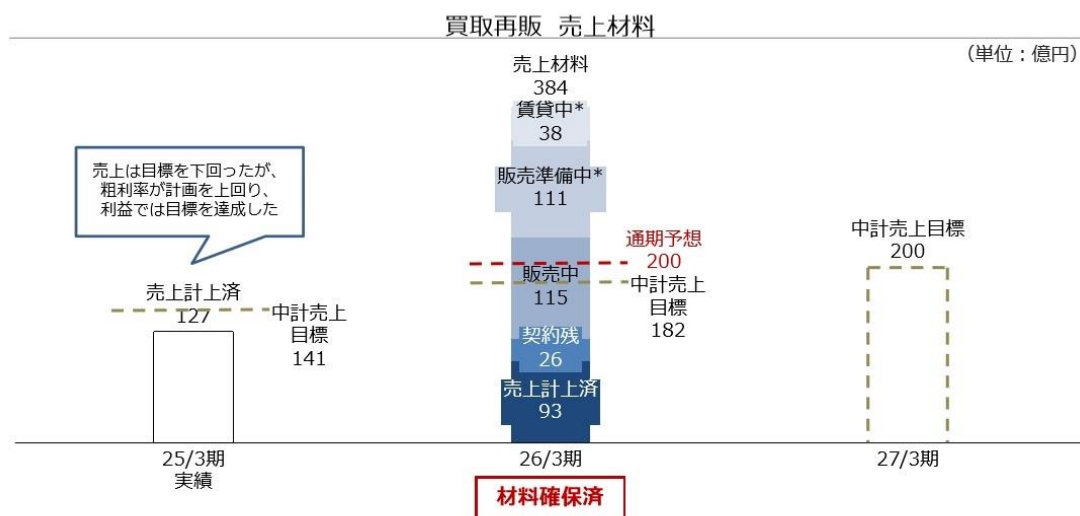 買取再販 売上材料
(単位：億円)
売上は目標を下回ったが、
粗利率が計画を上回り、
利益では目標を達成した
売上計上済
127
中計売上
目標
141
25/3期
実績
売上材料
384
賃貸中*
38
販売準備中*
111
通期予想
200
販売中
115
中計売上
目標
182
契約残
26
売上計上済
93
26/3期
材料確保済
中計売上目標
200
27/3期